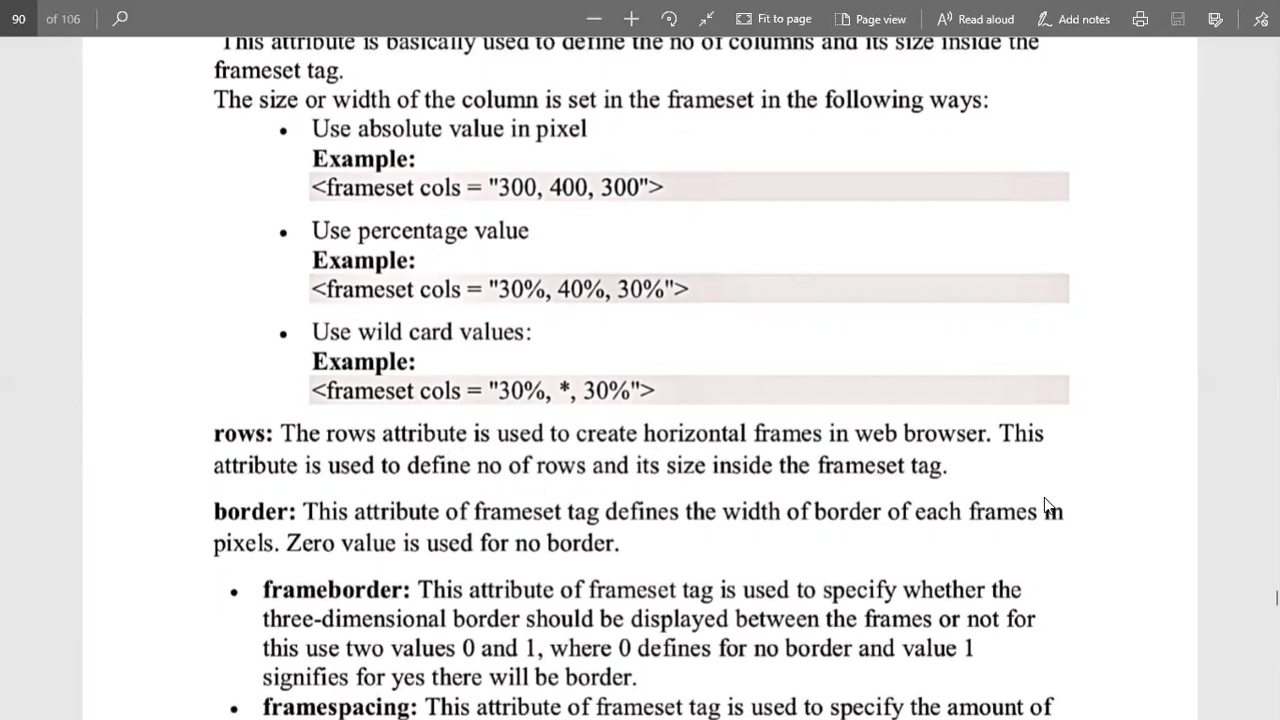 90 of 106 Fit to page Page view Read aloud Add notes
This attribute is basically used to define the no of columns and its size inside the
frameset tag.
The size or width of the column is set in the frameset in the following ways:
• Use absolute value in pixel
Example:
<frameset cols = "300, 400, 300">
• Use percentage value
Example:
<frameset cols = "30%, 40%, 30%">
• Use wild card values:
Example:
<frameset cols = "30%, *, 30%">
rows: The rows attribute is used to create horizontal frames in web browser. This
attribute is used to define no of rows and its size inside the frameset tag.
border: This attribute of frameset tag defines the width of border of each frames in
pixels. Zero value is used for no border.
• frameborder: This attribute of frameset tag is used to specify whether the
three-dimensional border should be displayed between the frames or not for
this use two values 0 and 1, where 0 defines for no border and value 1
signifies for yes there will be border.
• framespacing: This attribute of frameset tag is used to specify the amount of